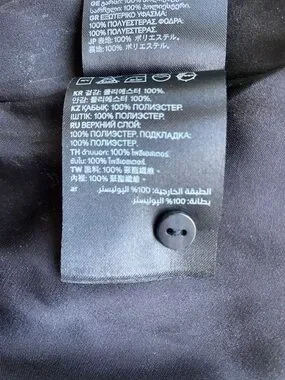 GR ΕΞΩΤΕΡΙΚΟ ΥΦΑΣΜΑ:
100% ΠΟΛΥΕΣΤΕΡΑΣ. ΦΟΔΡΑ:
100% ΠΟΛΥΕΣΤΕΡΑΣ.
JP 表地: 100% ポリエステル.
裏地: 100% ポリエステル.
KR 겉감: 폴리에스터 100%.
안감: 폴리에스터 100%.
KZ ҚАБЫҚ: 100% ПОЛИЭСТЕР.
ІШТІК: 100% ПОЛИЭСТЕР.
RU ВЕРХНИЙ СЛОЙ:
100% ПОЛИЭСТЕР. ПОДКЛАДКА:
100% ПОЛИЭСТЕР.
TH ด้านนอก: 100% โพลีเอสเตอร์.
ซับใน: 100% โพลีเอสเตอร์.
TW 面料: 100% 聚酯纖維。
內裡: 100% 聚酯纖維。
ar الطبقة الخارجية: 100% البوليستر.
بطانة: 100% البوليستر.